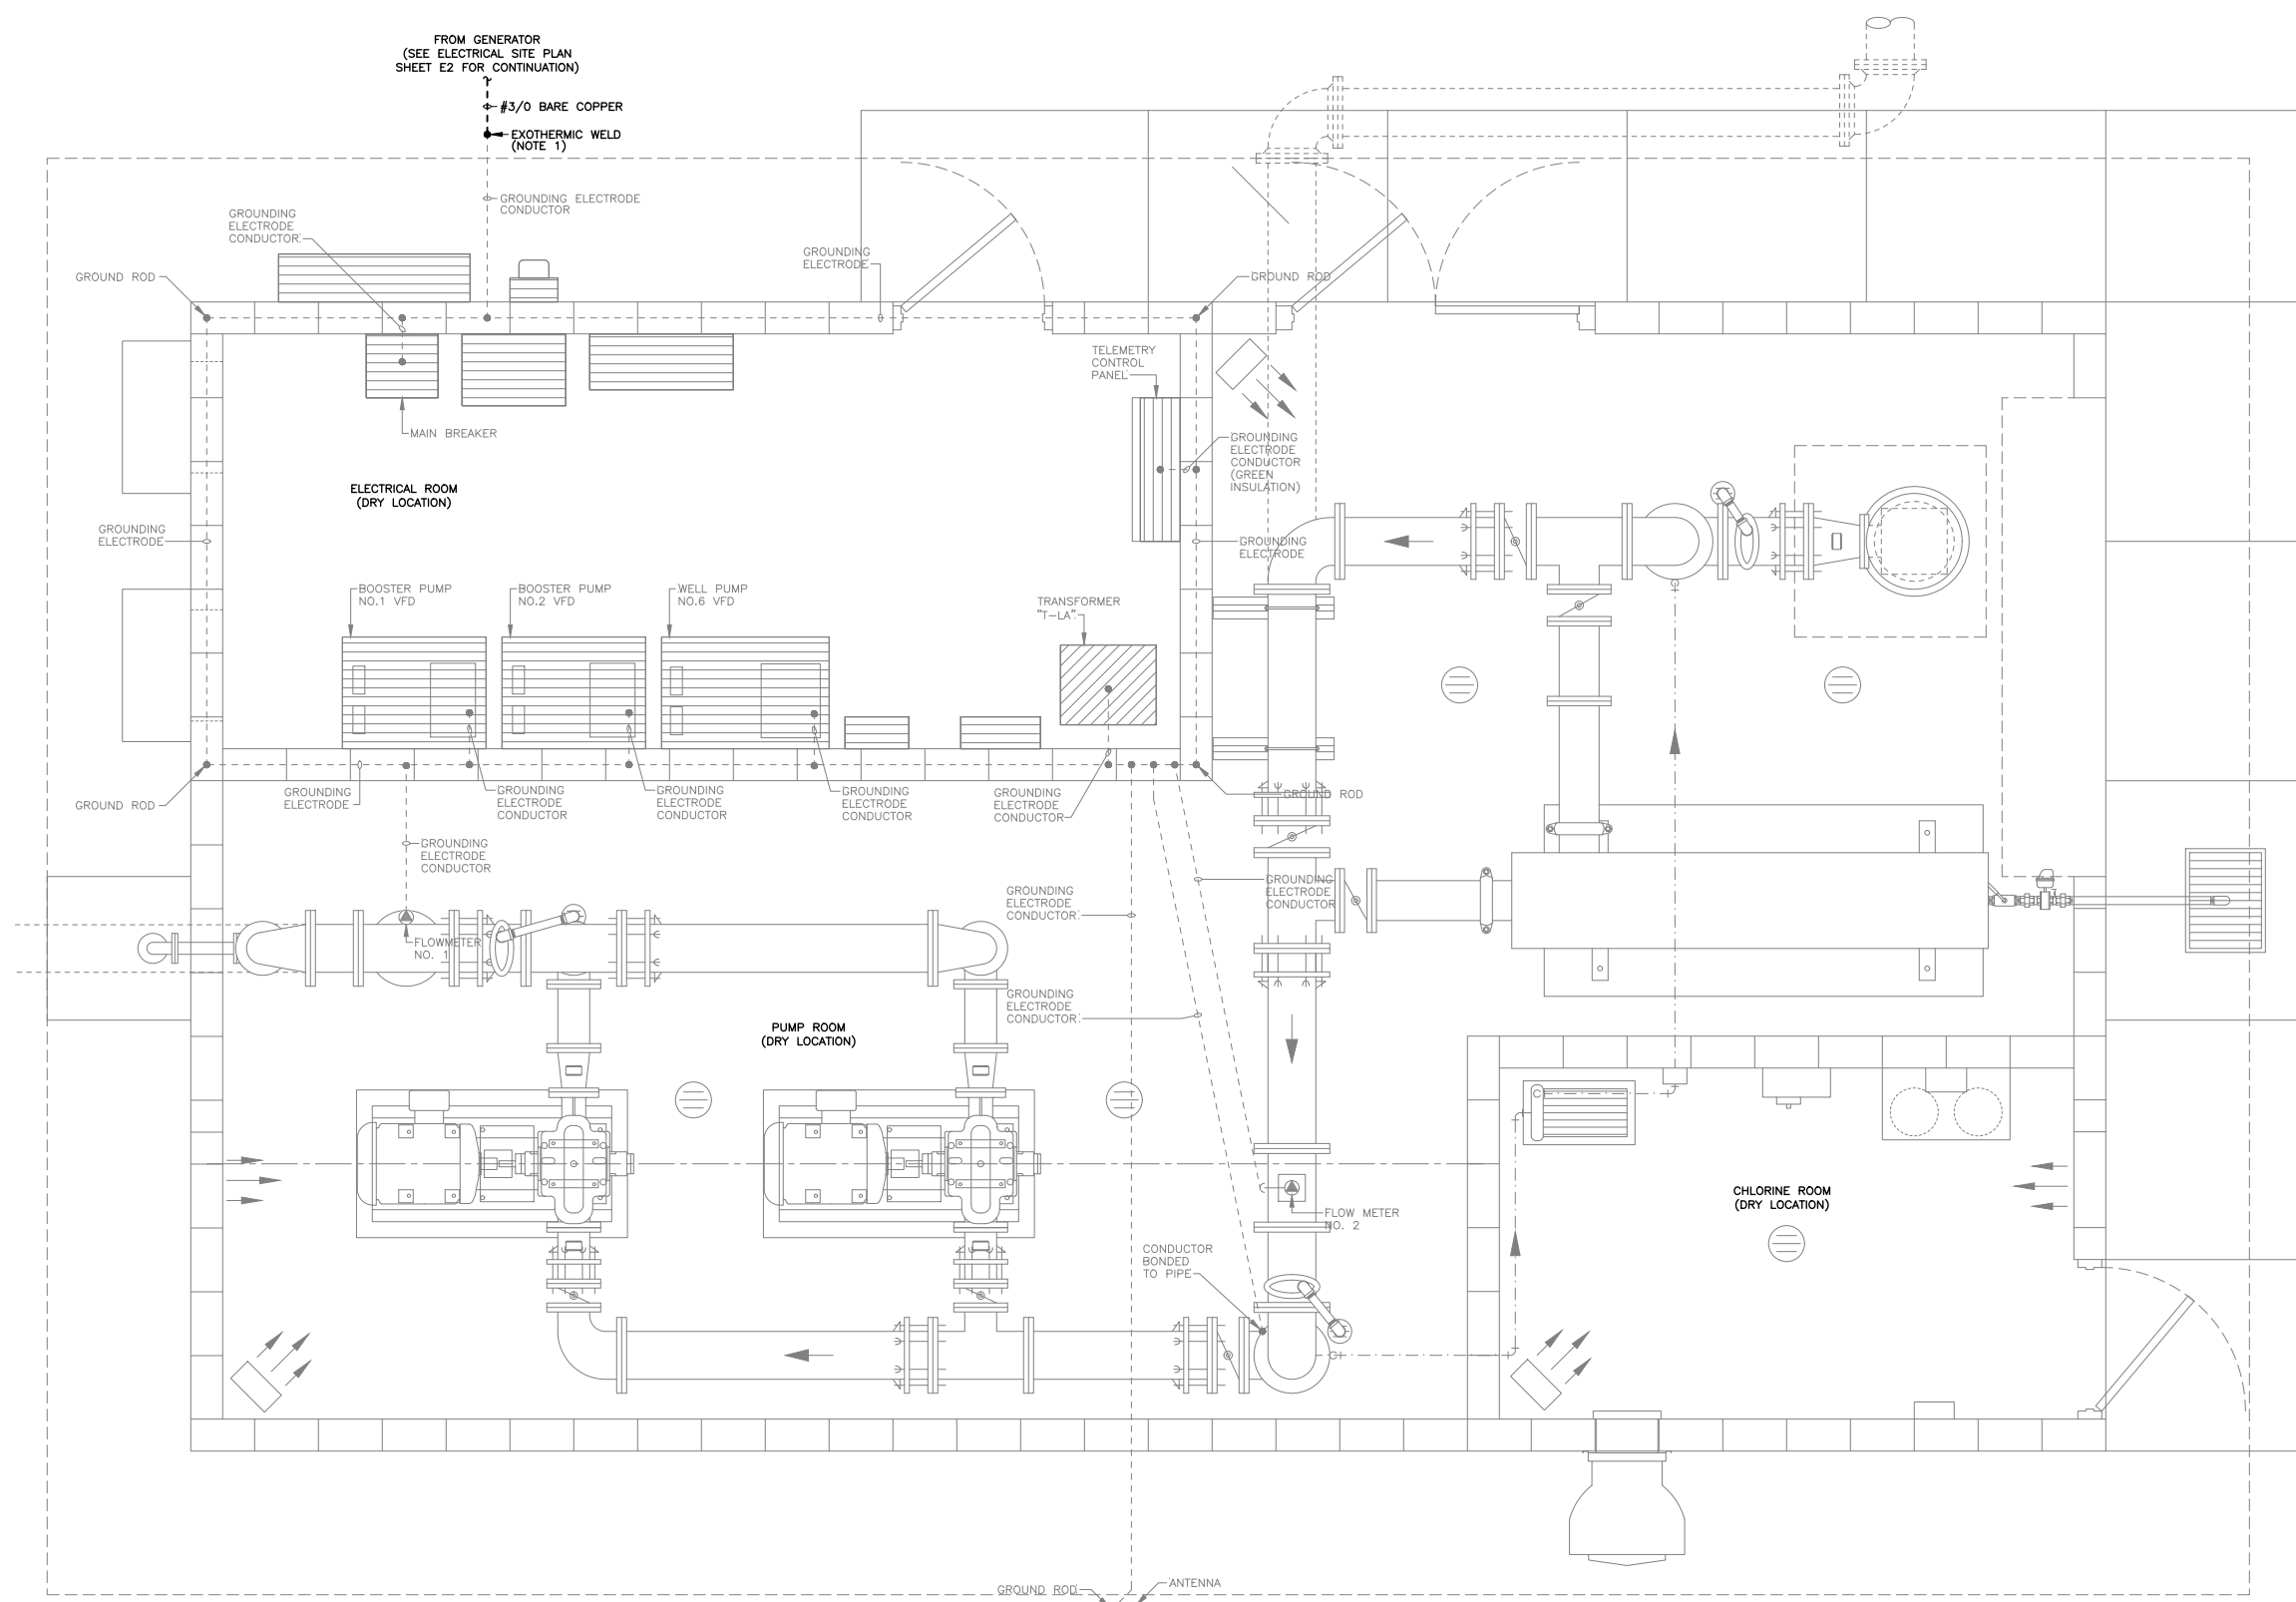 FROM GENERATOR
(SEE ELECTRICAL SITE PLAN
SHEET E2 FOR CONTINUATION)
#3/0 BARE COPPER
EXOTHERMIC WELD
(NOTE 1)
GROUNDING ELECTRODE
CONDUCTOR
GROUNDING
ELECTRODE
CONDUCTOR
GROUND ROD
GROUNDING
ELECTRODE
GROUND ROD
TELEMETRY
CONTROL
PANEL
MAIN BREAKER
GROUNDING
ELECTRODE
CONDUCTOR
(GREEN
INSULATION)
ELECTRICAL ROOM
(DRY LOCATION)
GROUNDING
ELECTRODE
GROUNDING
ELECTRODE
BOOSTER PUMP
NO.1 VFD
BOOSTER PUMP
NO.2 VFD
WELL PUMP
NO.6 VFD
TRANSFORMER
"T-LA"
GROUND ROD
GROUNDING
ELECTRODE
GROUNDING
ELECTRODE
CONDUCTOR
GROUNDING
ELECTRODE
CONDUCTOR
GROUNDING
ELECTRODE
CONDUCTOR
GROUNDING
ELECTRODE
CONDUCTOR
GROUND ROD
GROUNDING
ELECTRODE
CONDUCTOR
GROUNDING
ELECTRODE
CONDUCTOR
GROUNDING
ELECTRODE
CONDUCTOR
FLOWMETER
NO. 1
GROUNDING
ELECTRODE
CONDUCTOR
PUMP ROOM
(DRY LOCATION)
CHLORINE ROOM
(DRY LOCATION)
FLOW METER
NO. 2
CONDUCTOR
BONDED
TO PIPE
GROUND ROD
ANTENNA